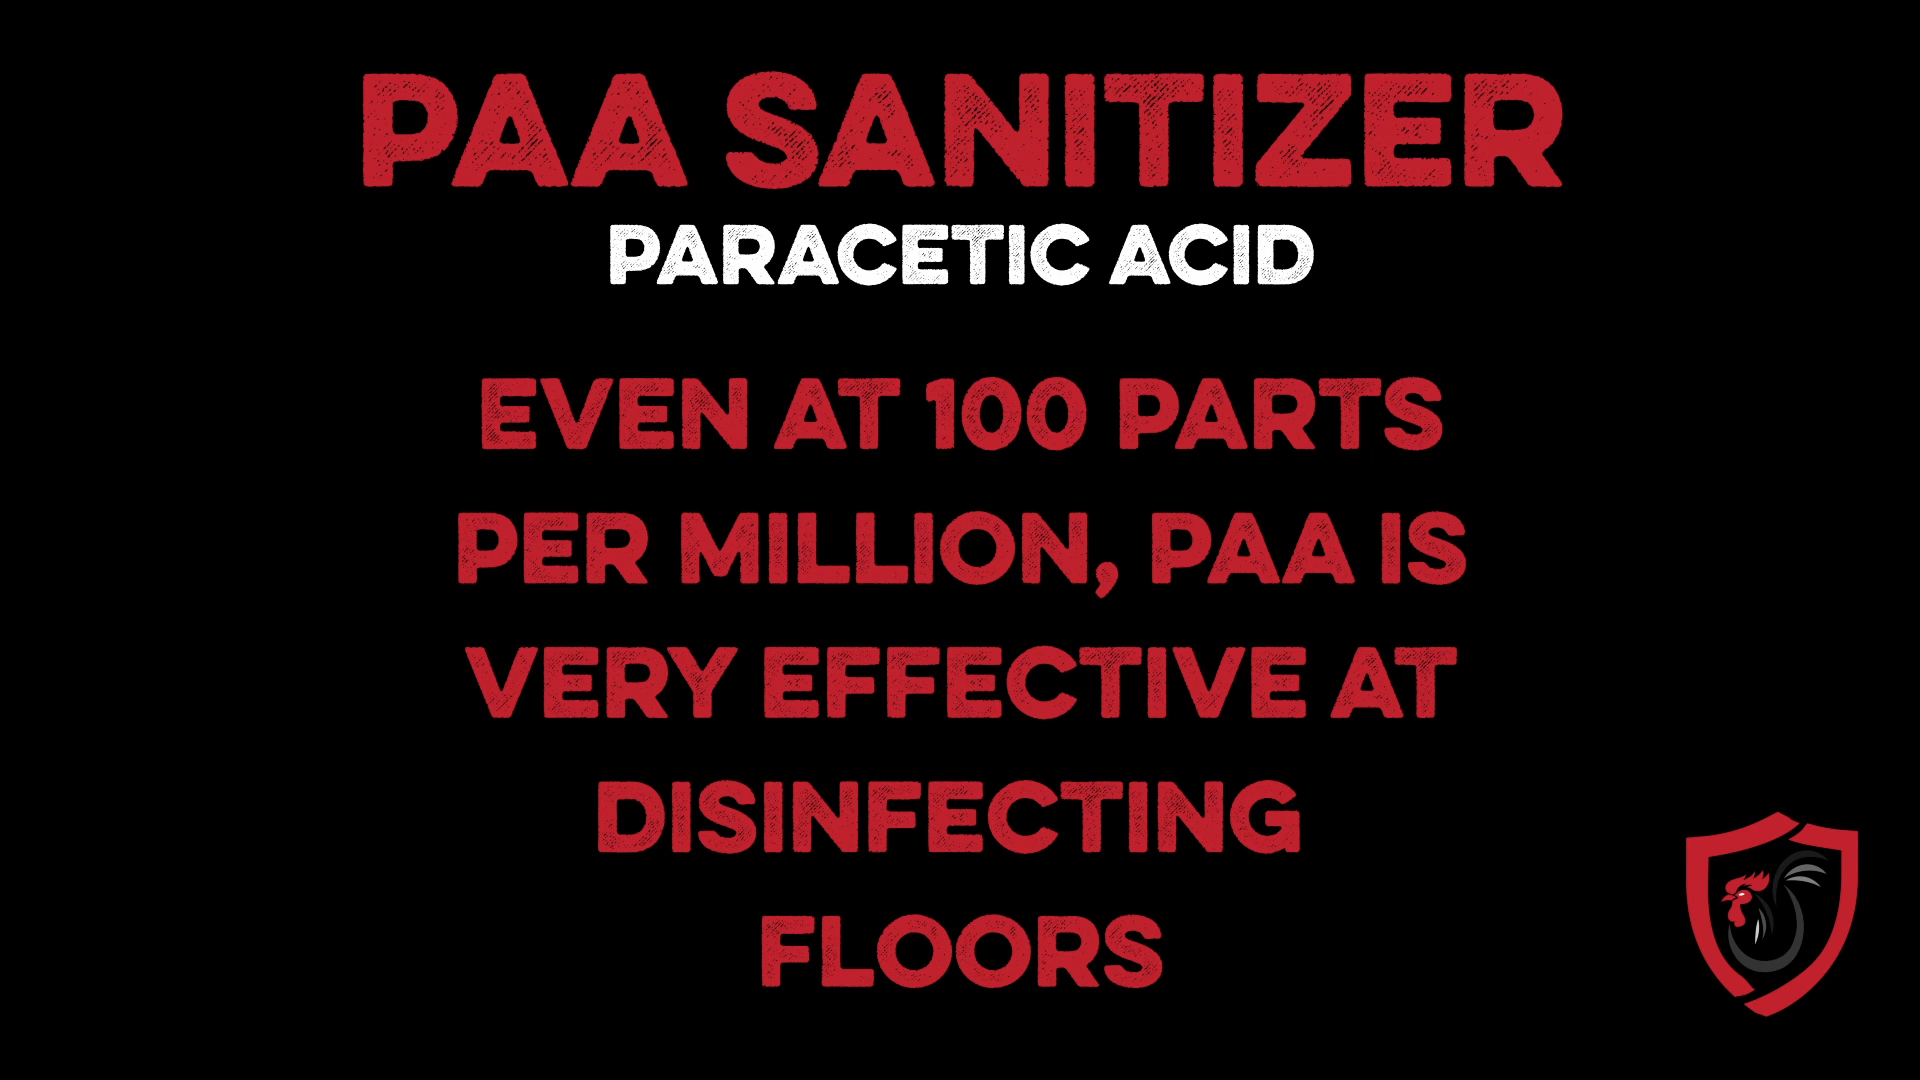 PAA SANITIZER
PARACETIC ACID
EVEN AT 100 PARTS
PER MILLION, PAA IS
VERY EFFECTIVE AT
DISINFECTING
FLOORS